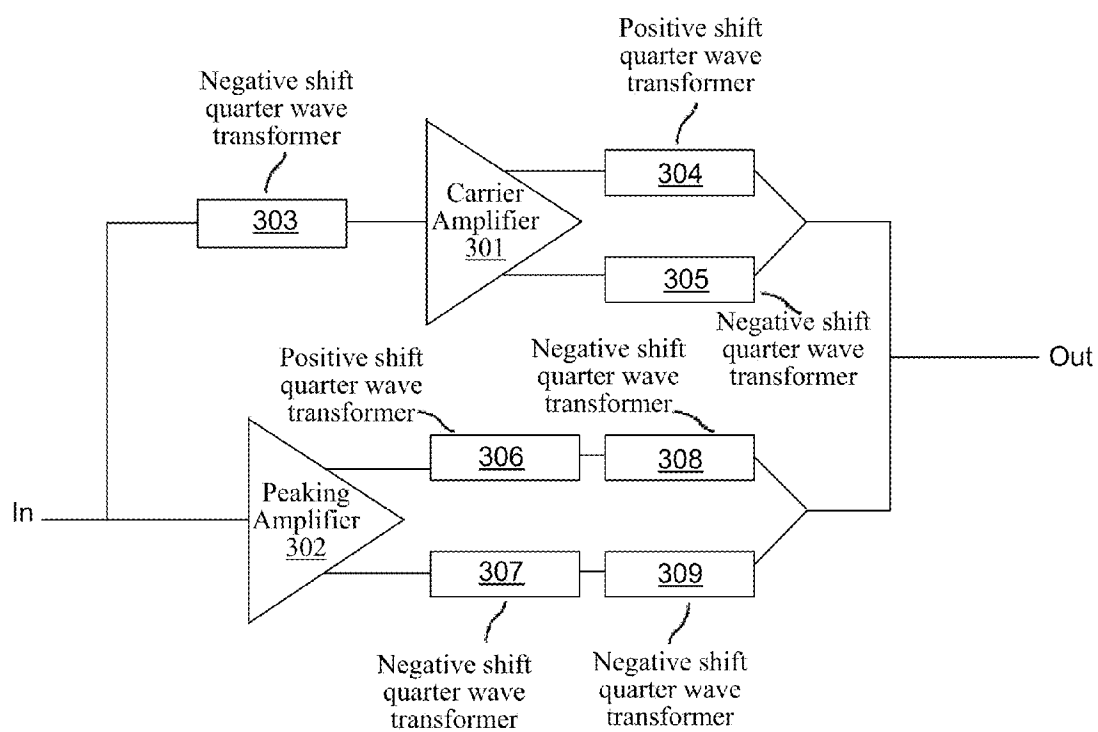 Positive shift
quarter wave
transformer
Negative shift
quarter wave
transformer
304
303
Carrier
Amplifier
301
305
Negative shift
quarter wave
transformer
Positive shift
quarter wave
transformer
Negative shift
quarter wave
transformer
Out
306
308
Peaking
Amplifier
302
In
307
309
Negative shift
quarter wave
transformer
Negative shift
quarter wave
transformer